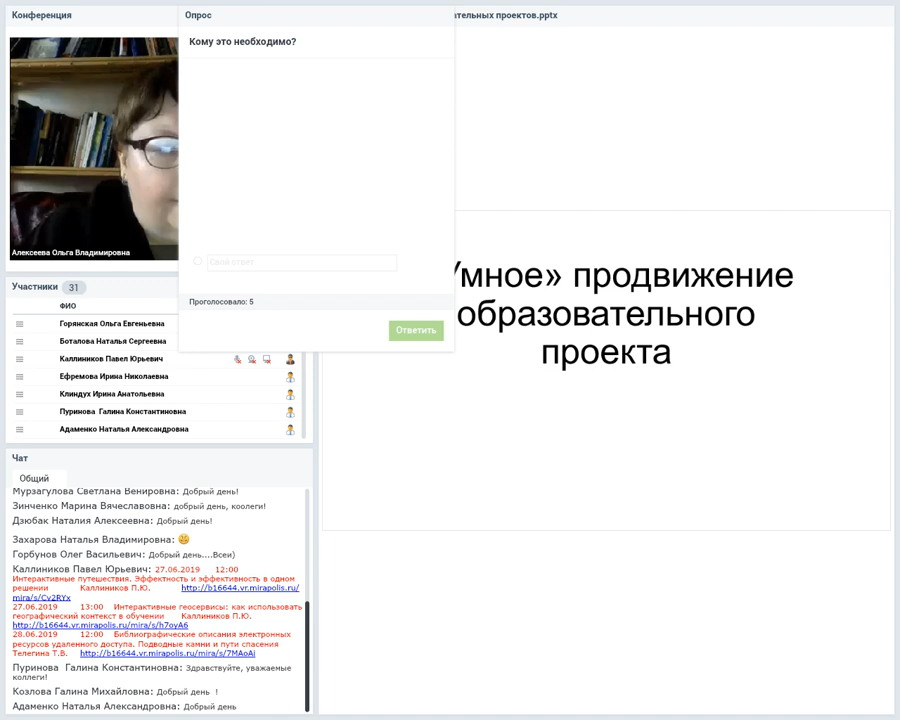 Конференция
Опрос
ательных проектов.pptx
Кому это необходимо?
Алексеева Ольга Владимировна
Свой ответ
Проголосовало: 5
Ответить
Умное» продвижение
образовательного
проекта
Участники 31
ФИО
Горянская Ольга Евгеньевна
Боталова Наталья Сергеевна
Каллиников Павел Юрьевич
Ефремова Ирина Николаевна
Клиндух Ирина Анатольевна
Пуринова Галина Константиновна
Адаменко Наталья Александровна
Чат
Общий
Мурзагулова Светлана Венировна: Добрый день!
Зинченко Марина Вячеславовна: добрый день, коолеги!
Дзюбак Наталия Алексеевна: Добрый день!
Захарова Наталья Владимировна:
Горбунов Олег Васильевич: Добрый день....Всеи)
Каллиников Павел Юрьевич: 27.06.2019 12:00
Интерактивные путешествия. Эффектность и эффективность в одном
решении Каллиников П.Ю. http://b16644.vr.mirapolis.ru/
mira/s/Cv2RYx
27.06.2019 13:00 Интерактивные геосервисы: как использовать
географический контекст в обучении Каллиников П.Ю.
http://b16644.vr.mirapolis.ru/mira/s/h7oyA6
28.06.2019 12:00 Библиографические описания электронных
ресурсов удаленного доступа. Подводные камни и пути спасения
Телегина Т.В. http://b16644.vr.mirapolis.ru/mira/s/7MAoAi
Пуринова Галина Константиновна: Здравствуйте, уважаемые
коллеги!
Козлова Галина Михайловна: Добрый день !
Адаменко Наталья Александровна: Добрый день